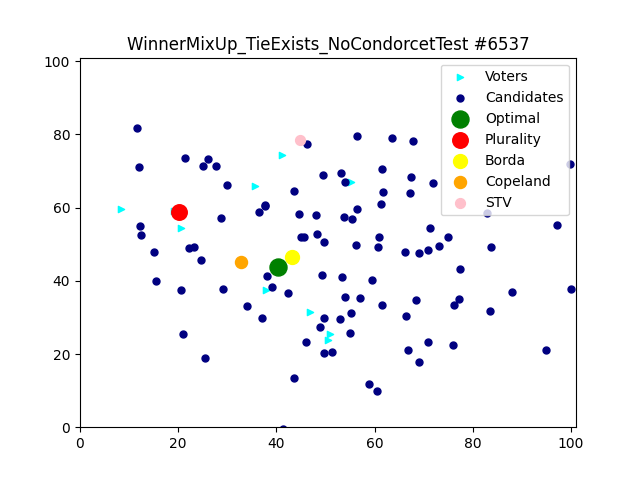 WinnerMixUp_TieExists_NoCondorcetTest #6537
100
80
60
40
20
0
0 20 40 60 80 100
Voters
Candidates
Optimal
Plurality
Borda
Copeland
STV